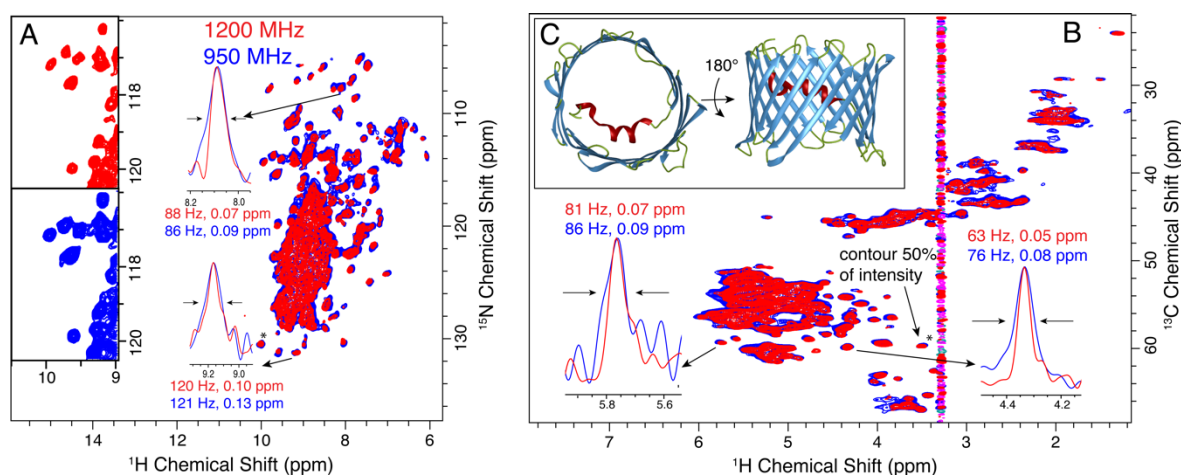 A
1200 MHz
950 MHz
118
120
118
120
10
9
8.2
8.0
88 Hz, 0.07 ppm
86 Hz, 0.09 ppm
9.2
9.0
*
120 Hz, 0.10 ppm
121 Hz, 0.13 ppm
110
120
130
¹⁵N Chemical Shift (ppm)
14
12
10
8
6
¹H Chemical Shift (ppm)
C
180°
B
81 Hz, 0.07 ppm
86 Hz, 0.09 ppm
5.8
5.6
contour 50%
of intensity
*
63 Hz, 0.05 ppm
76 Hz, 0.08 ppm
4.4
4.2
30
40
50
60
¹³C Chemical Shift (ppm)
7
6
5
4
3
2
¹H Chemical Shift (ppm)